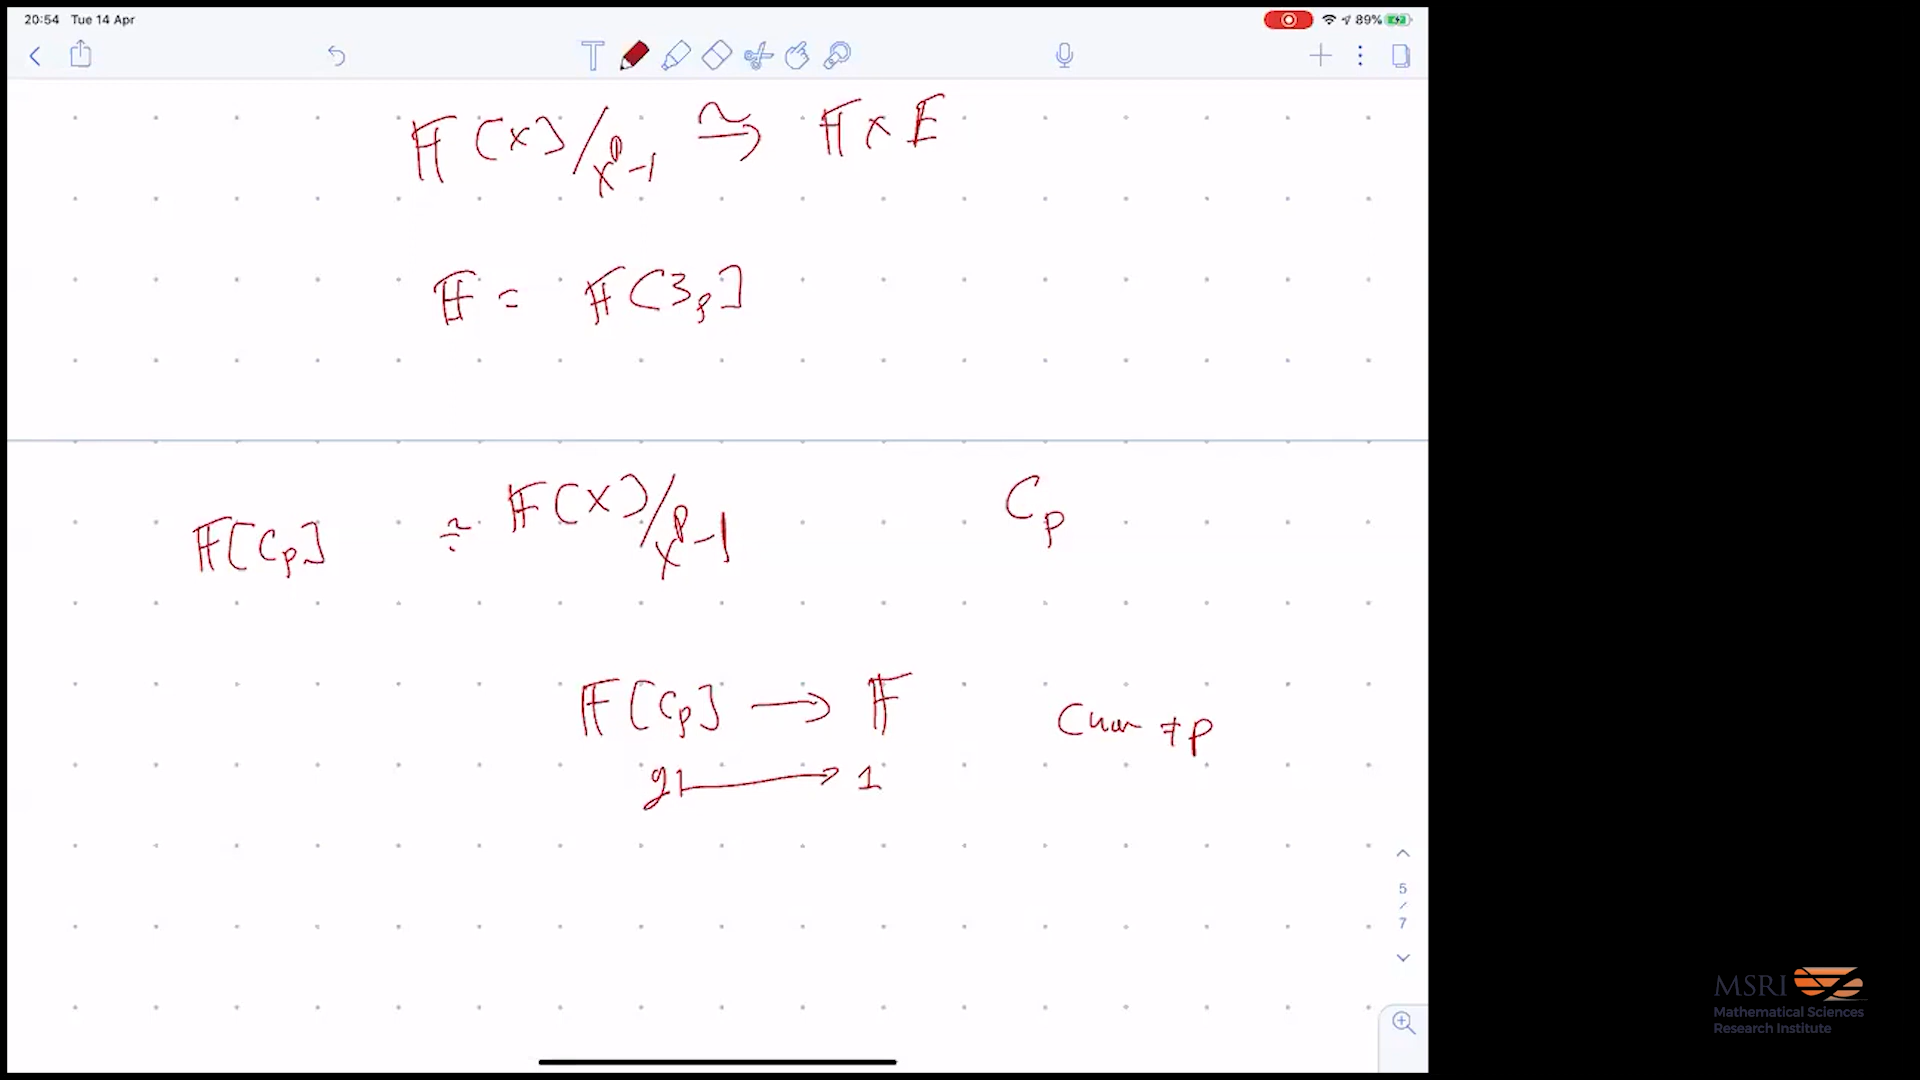 20:54 Tue 14 Apr 89%
𝔽[x]/x^p-1 ⥲ 𝔽 × E
𝔼 = 𝔽[ζ_p]
𝔽[C_p] ≅ 𝔽[x]/x^p-1 C_p
𝔽[C_p] → 𝔽 Char ≠ p
g ↦ 1
5
/
7
MSRI
Mathematical Sciences
Research Institute